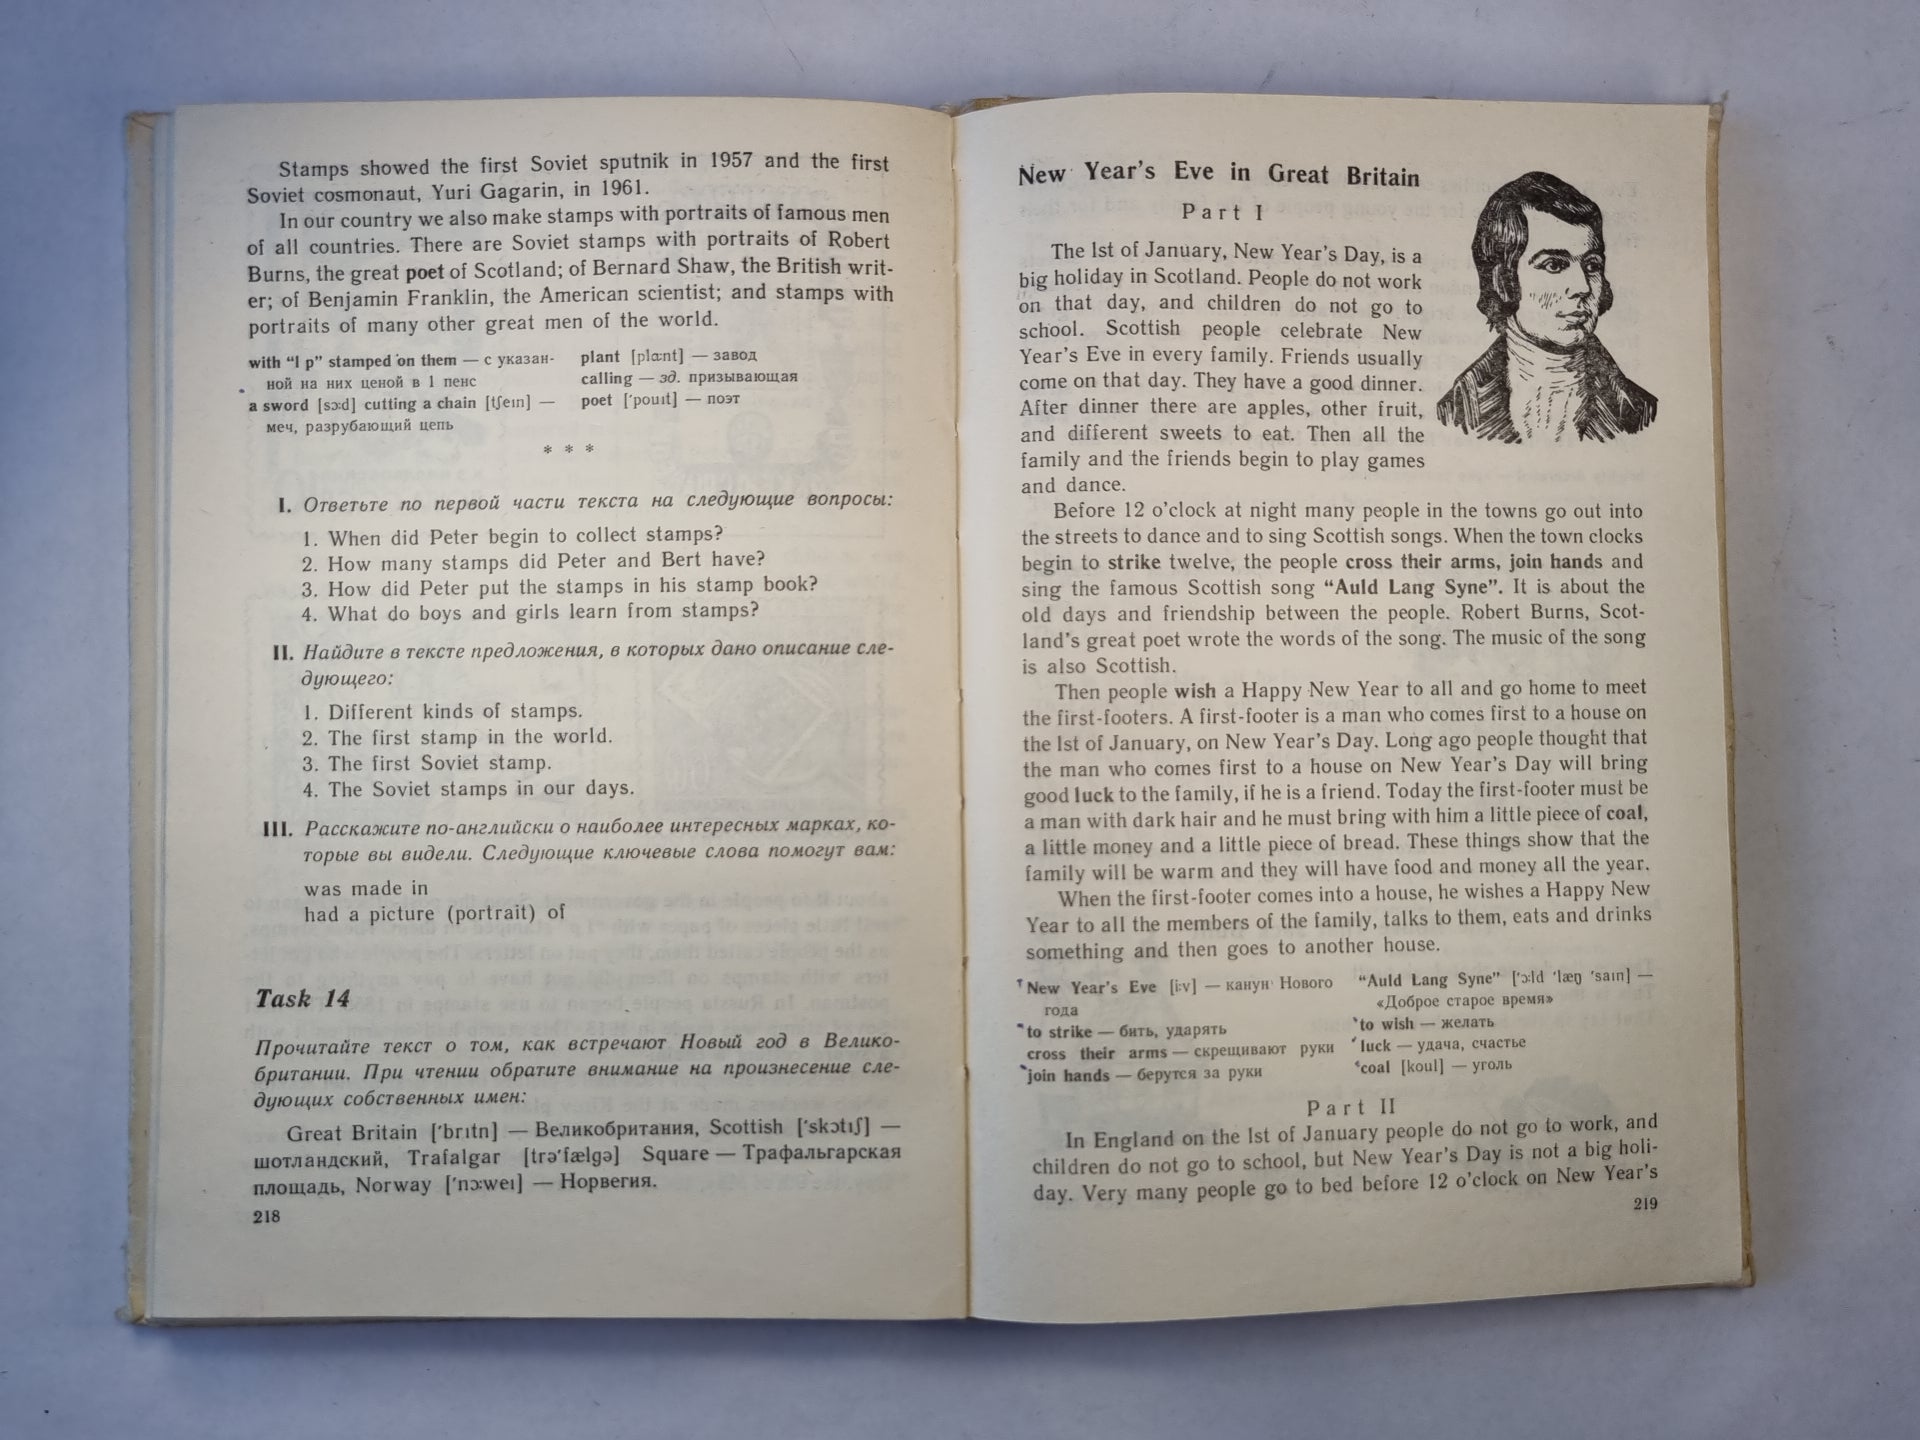 Stamps showed the first Soviet sputnik in 1957 and the first
Soviet cosmonaut, Yuri Gagarin, in 1961.
In our country we also make stamps with portraits of famous men
of all countries. There are Soviet stamps with portraits of Robert
Burns, the great poet of Scotland; of Bernard Shaw, the British writ-
er; of Benjamin Franklin, the American scientist; and stamps with
portraits of many other great men of the world.
with “1 p” stamped on them — с указан-
ной на них ценой в 1 пенс
a sword [sɔ:d] cutting a chain [tʃeɪn] —
меч, разрубающий цепь
plant [plɑ:nt] — завод
calling — зд. призывающая
poet ['pouɪt] — поэт
* * *
I. Ответьте по первой части текста на следующие вопросы:
1. When did Peter begin to collect stamps?
2. How many stamps did Peter and Bert have?
3. How did Peter put the stamps in his stamp book?
4. What do boys and girls learn from stamps?
II. Найдите в тексте предложения, в которых дано описание сле-
дующего:
1. Different kinds of stamps.
2. The first stamp in the world.
3. The first Soviet stamp.
4. The Soviet stamps in our days.
III. Расскажите по-английски о наиболее интересных марках, ко-
торые вы видели. Следующие ключевые слова помогут вам:
was made in
had a picture (portrait) of
Task 14
Прочитайте текст о том, как встречают Новый год в Велико-
британии. При чтении обратите внимание на произнесение сле-
дующих собственных имен:
Great Britain ['brɪtn] — Великобритания, Scottish ['skɔtɪʃ] —
шотландский, Trafalgar [trə'fælgə] Square — Трафальгарская
площадь, Norway ['nɔ:weɪ] — Норвегия.
218
New Year's Eve in Great Britain
Part I
The 1st of January, New Year's Day, is a
big holiday in Scotland. People do not work
on that day, and children do not go to
school. Scottish people celebrate New
Year's Eve in every family. Friends usually
come on that day. They have a good dinner.
After dinner there are apples, other fruit,
and different sweets to eat. Then all the
family and the friends begin to play games
and dance.
Before 12 o'clock at night many people in the towns go out into
the streets to dance and to sing Scottish songs. When the town clocks
begin to strike twelve, the people cross their arms, join hands and
sing the famous Scottish song “Auld Lang Syne”. It is about the
old days and friendship between the people. Robert Burns, Scot-
land's great poet wrote the words of the song. The music of the song
is also Scottish.
Then people wish a Happy New Year to all and go home to meet
the first-footers. A first-footer is a man who comes first to a house on
the 1st of January, on New Year's Day. Long ago people thought that
the man who comes first to a house on New Year's Day will bring
good luck to the family, if he is a friend. Today the first-footer must be
a man with dark hair and he must bring with him a little piece of coal,
a little money and a little piece of bread. These things show that the
family will be warm and they will have food and money all the year.
When the first-footer comes into a house, he wishes a Happy New
Year to all the members of the family, talks to them, eats and drinks
something and then goes to another house.
New Year's Eve [i:v] — канун Нового
года
to strike — бить, ударять
cross their arms — скрещивают руки
join hands — берутся за руки
“Auld Lang Syne” ['ɔ:ld 'læŋ 'saɪn] —
«Доброе старое время»
to wish — желать
luck — удача, счастье
coal [koul] — уголь
Part II
In England on the 1st of January people do not go to work, and
children do not go to school, but New Year's Day is not a big holi-
day. Very many people go to bed before 12 o'clock on New Year's
219